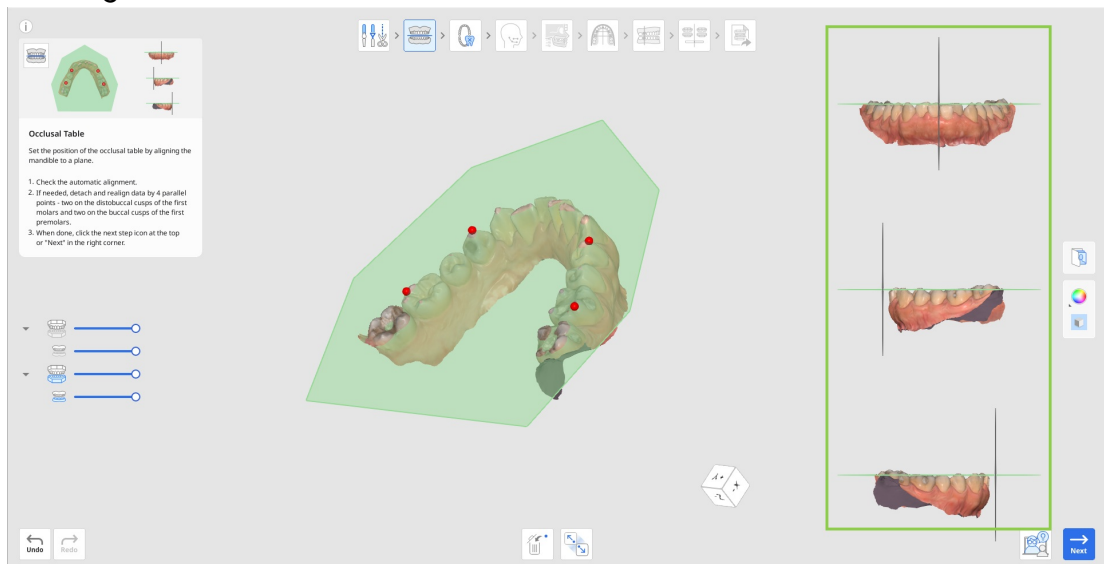 Occlusal Table
Set the position of the occlusal table by aligning the
mandible to a plane.
1. Check the automatic alignment.
2. If needed, detach and realign data by 4 parallel
points - two on the distobuccal cusps of the first
molars and two on the buccal cusps of the first
premolars.
3. When done, click the next step icon at the top
or "Next" in the right corner.
Undo
Redo
Next